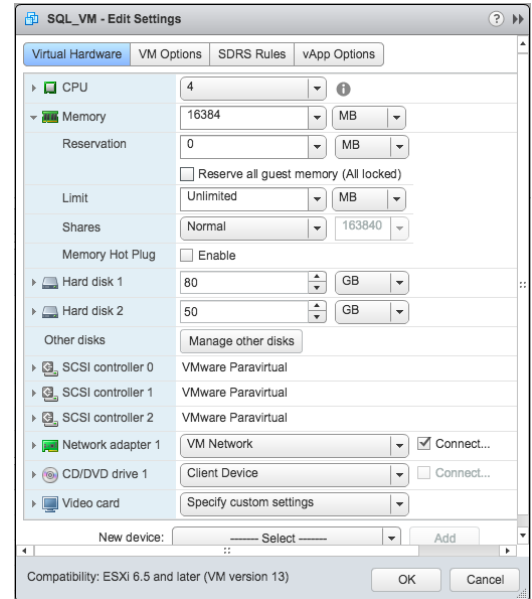 SQL_VM - Edit Settings
Virtual Hardware VM Options SDRS Rules vApp Options
CPU 4
Memory 16384 MB
Reservation 0 MB
Reserve all guest memory (All locked)
Limit Unlimited MB
Shares Normal 163840
Memory Hot Plug Enable
Hard disk 1 80 GB
Hard disk 2 50 GB
Other disks Manage other disks
SCSI controller 0 VMware Paravirtual
SCSI controller 1 VMware Paravirtual
SCSI controller 2 VMware Paravirtual
Network adapter 1 VM Network Connect...
CD/DVD drive 1 Client Device Connect...
Video card Specify custom settings
New device: ------- Select ------- Add
Compatibility: ESXi 6.5 and later (VM version 13) OK Cancel